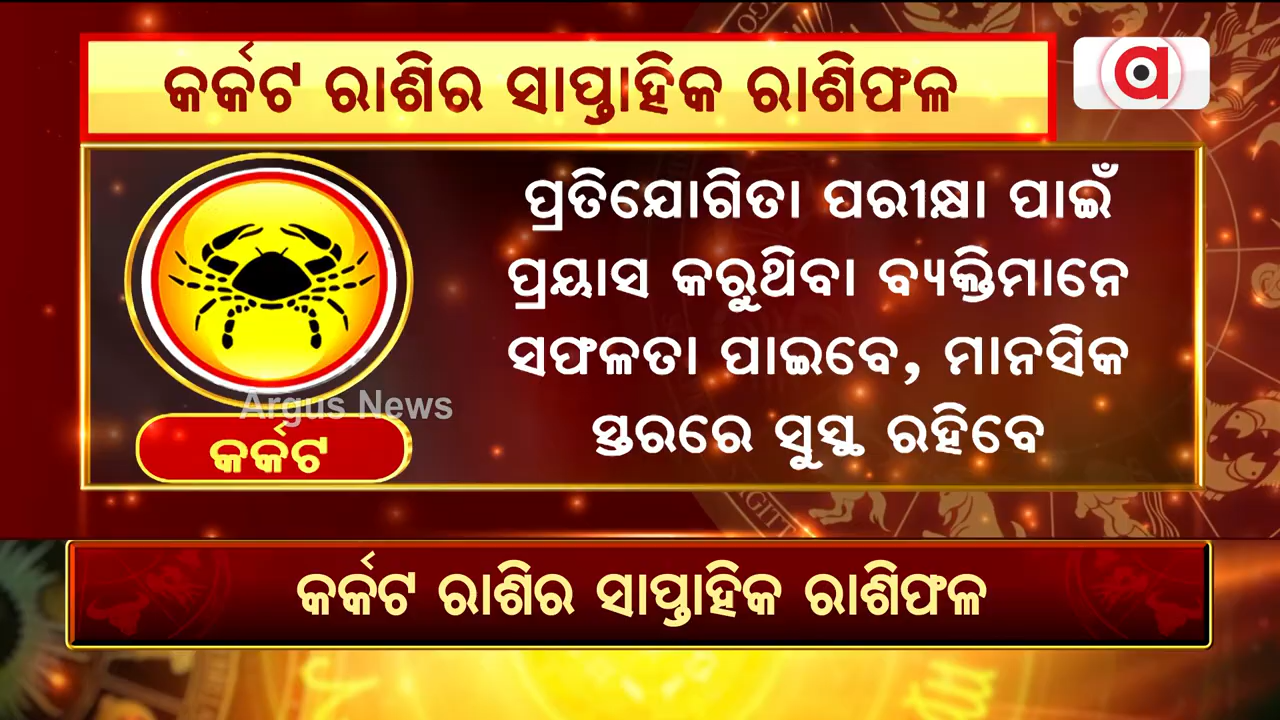 କର୍କଟ ରାଶିର ସାପ୍ତାହିକ ରାଶିଫଳ
a
ପ୍ରତିଯୋଗିତା ପରୀକ୍ଷା ପାଇଁ
ପ୍ରୟାସ କରୁଥିବା ବ୍ୟକ୍ତିମାନେ
ସଫଳତା ପାଇବେ, ମାନସିକ
ସ୍ତରରେ ସୁସ୍ଥ ରହିବେ
Argus News
କର୍କଟ
କର୍କଟ ରାଶିର ସାପ୍ତାହିକ ରାଶିଫଳ